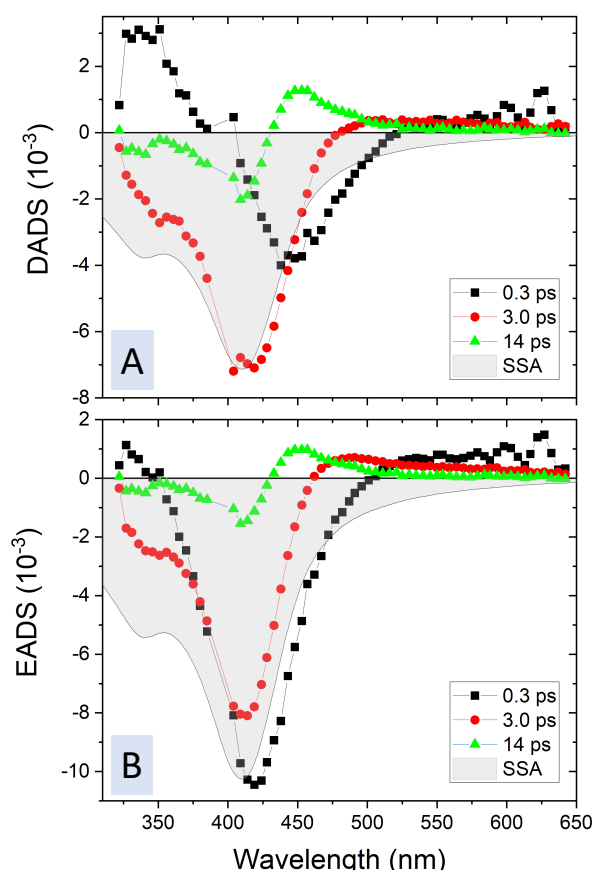 2
0
-2
-4
-6
-8
DADS (10⁻³)
A
0.3 ps
3.0 ps
14 ps
SSA
2
0
-2
-4
-6
-8
-10
EADS (10⁻³)
B
0.3 ps
3.0 ps
14 ps
SSA
350 400 450 500 550 600 650
Wavelength (nm)